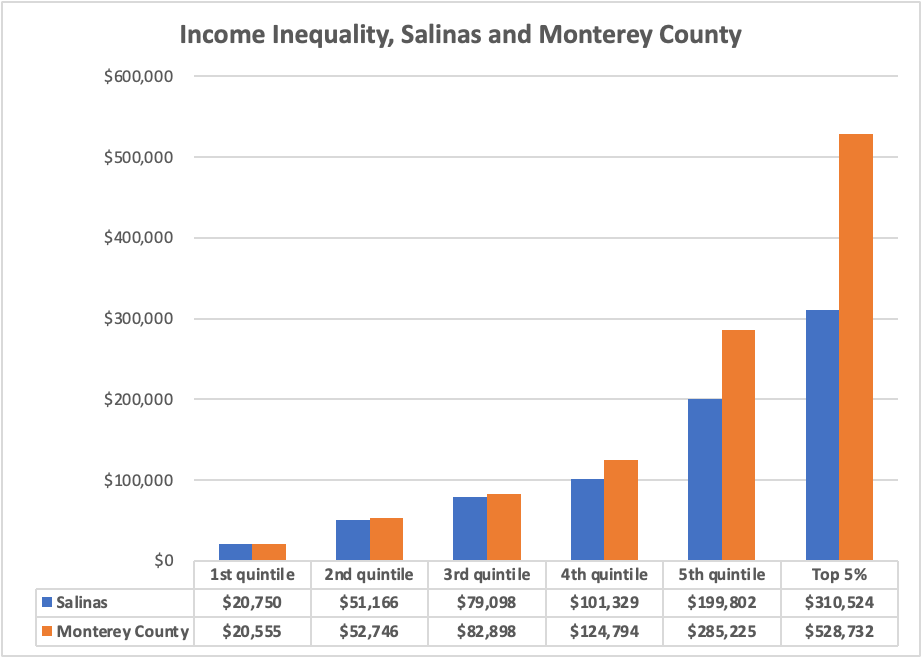 Income Inequality, Salinas and Monterey County
$600,000
$500,000
$400,000
$300,000
$200,000
$100,000
$0
1st quintile 2nd quintile 3rd quintile 4th quintile 5th quintile Top 5%
Salinas $20,750 $51,166 $79,098 $101,329 $199,802 $310,524
Monterey County $20,555 $52,746 $82,898 $124,794 $285,225 $528,732